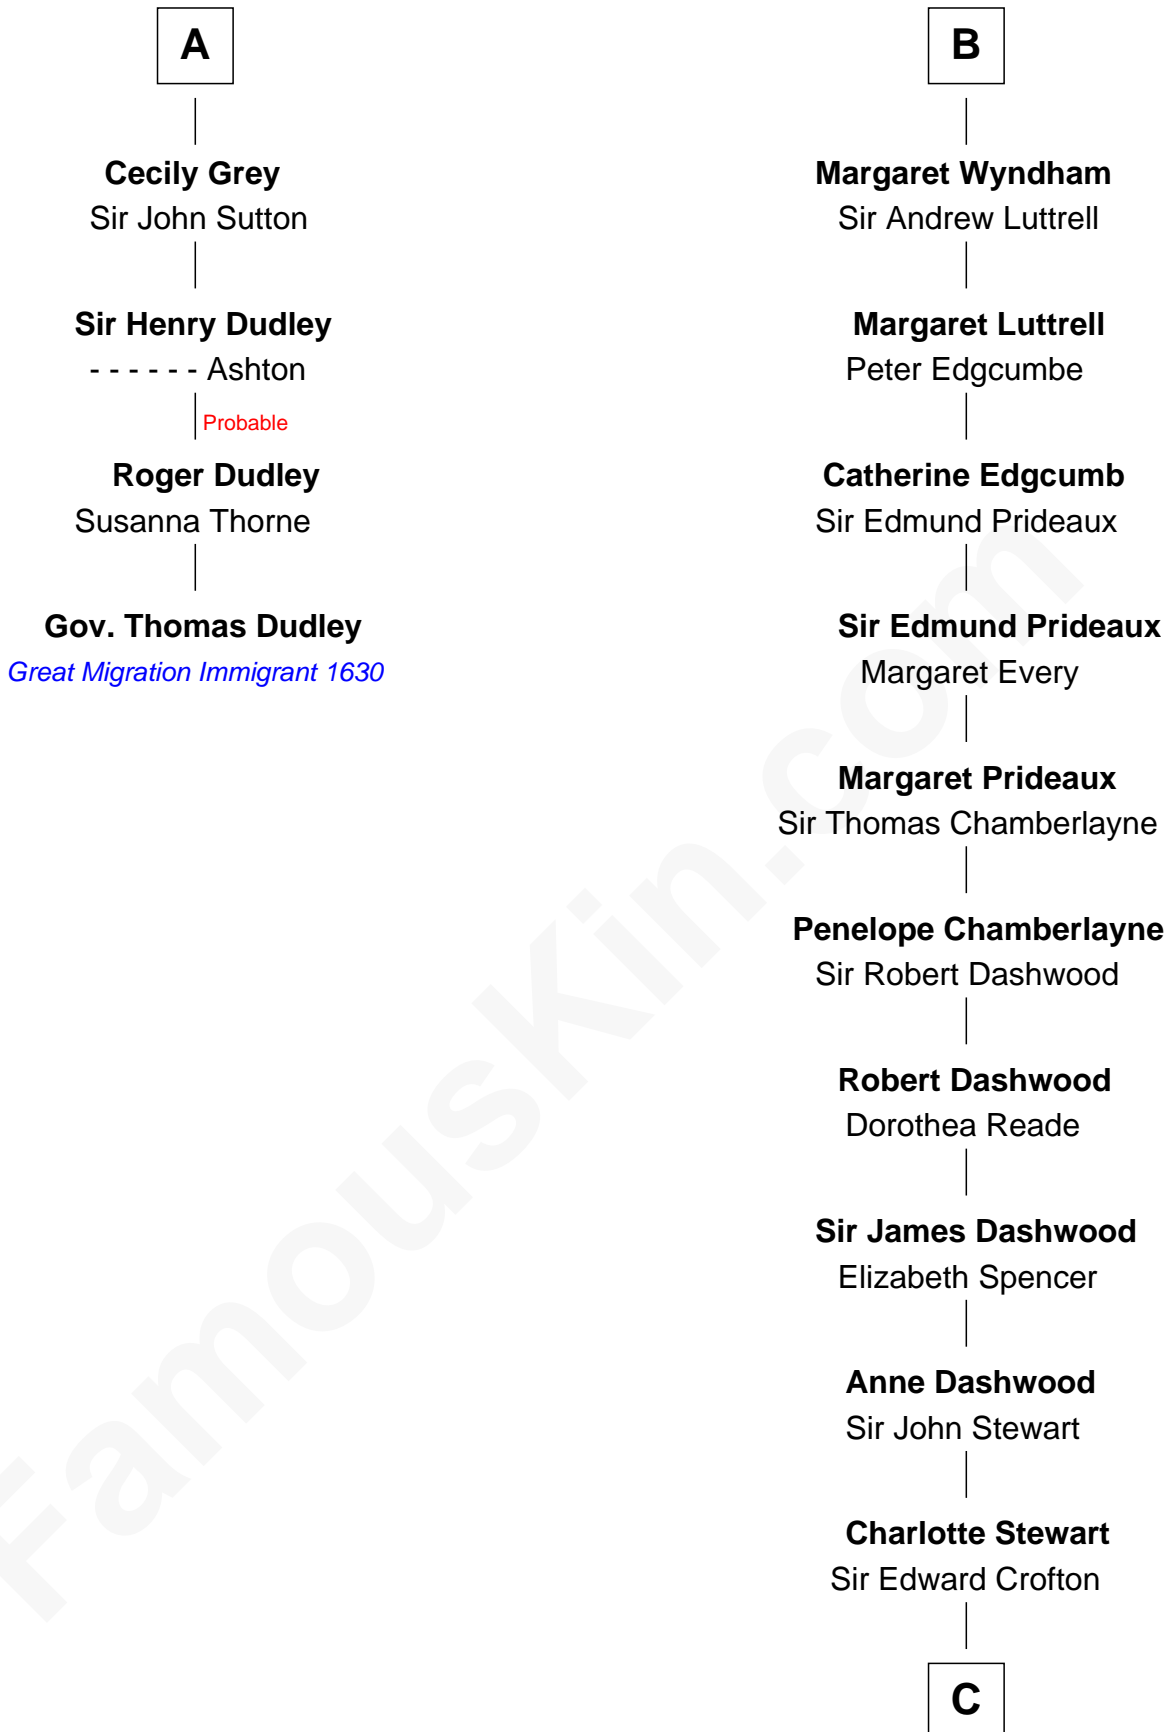 A
Cecily Grey
Sir John Sutton
Sir Henry Dudley
- - - - - - Ashton
Probable
Roger Dudley
Susanna Thorne
Gov. Thomas Dudley
Great Migration Immigrant 1630
B
Margaret Wyndham
Sir Andrew Luttrell
Margaret Luttrell
Peter Edgcumbe
Catherine Edgcumb
Sir Edmund Prideaux
Sir Edmund Prideaux
Margaret Every
Margaret Prideaux
Sir Thomas Chamberlayne
Penelope Chamberlayne
Sir Robert Dashwood
Robert Dashwood
Dorothea Reade
Sir James Dashwood
Elizabeth Spencer
Anne Dashwood
Sir John Stewart
Charlotte Stewart
Sir Edward Crofton
C
FamousKin.com